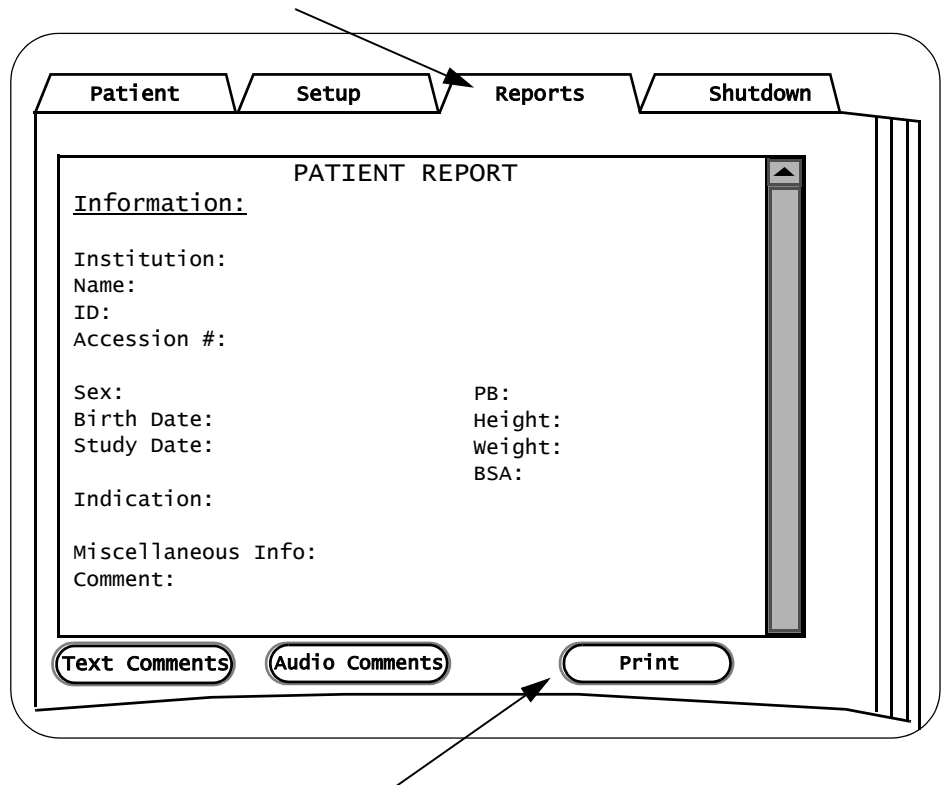 Patient Setup Reports Shutdown
PATIENT REPORT
Information:
Institution:
Name:
ID:
Accession #:
Sex: PB:
Birth Date: Height:
Study Date: Weight:
BSA:
Indication:
Miscellaneous Info:
Comment:
Text Comments Audio Comments Print